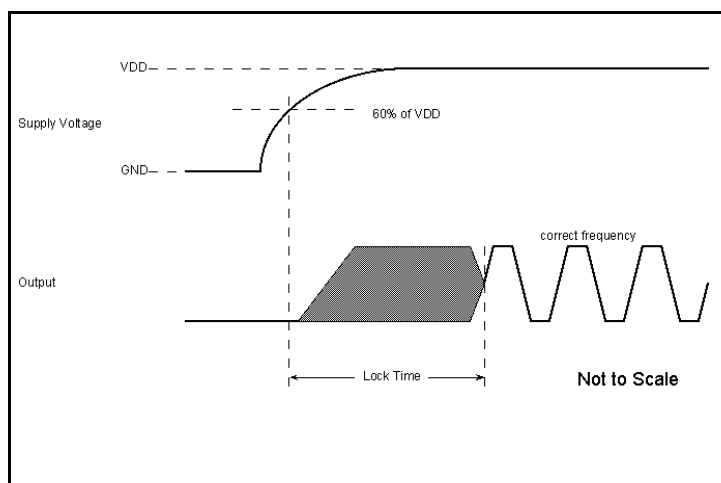 VDD
60% of VDD
Supply Voltage
GND
correct frequency
Output
Lock Time
Not to Scale